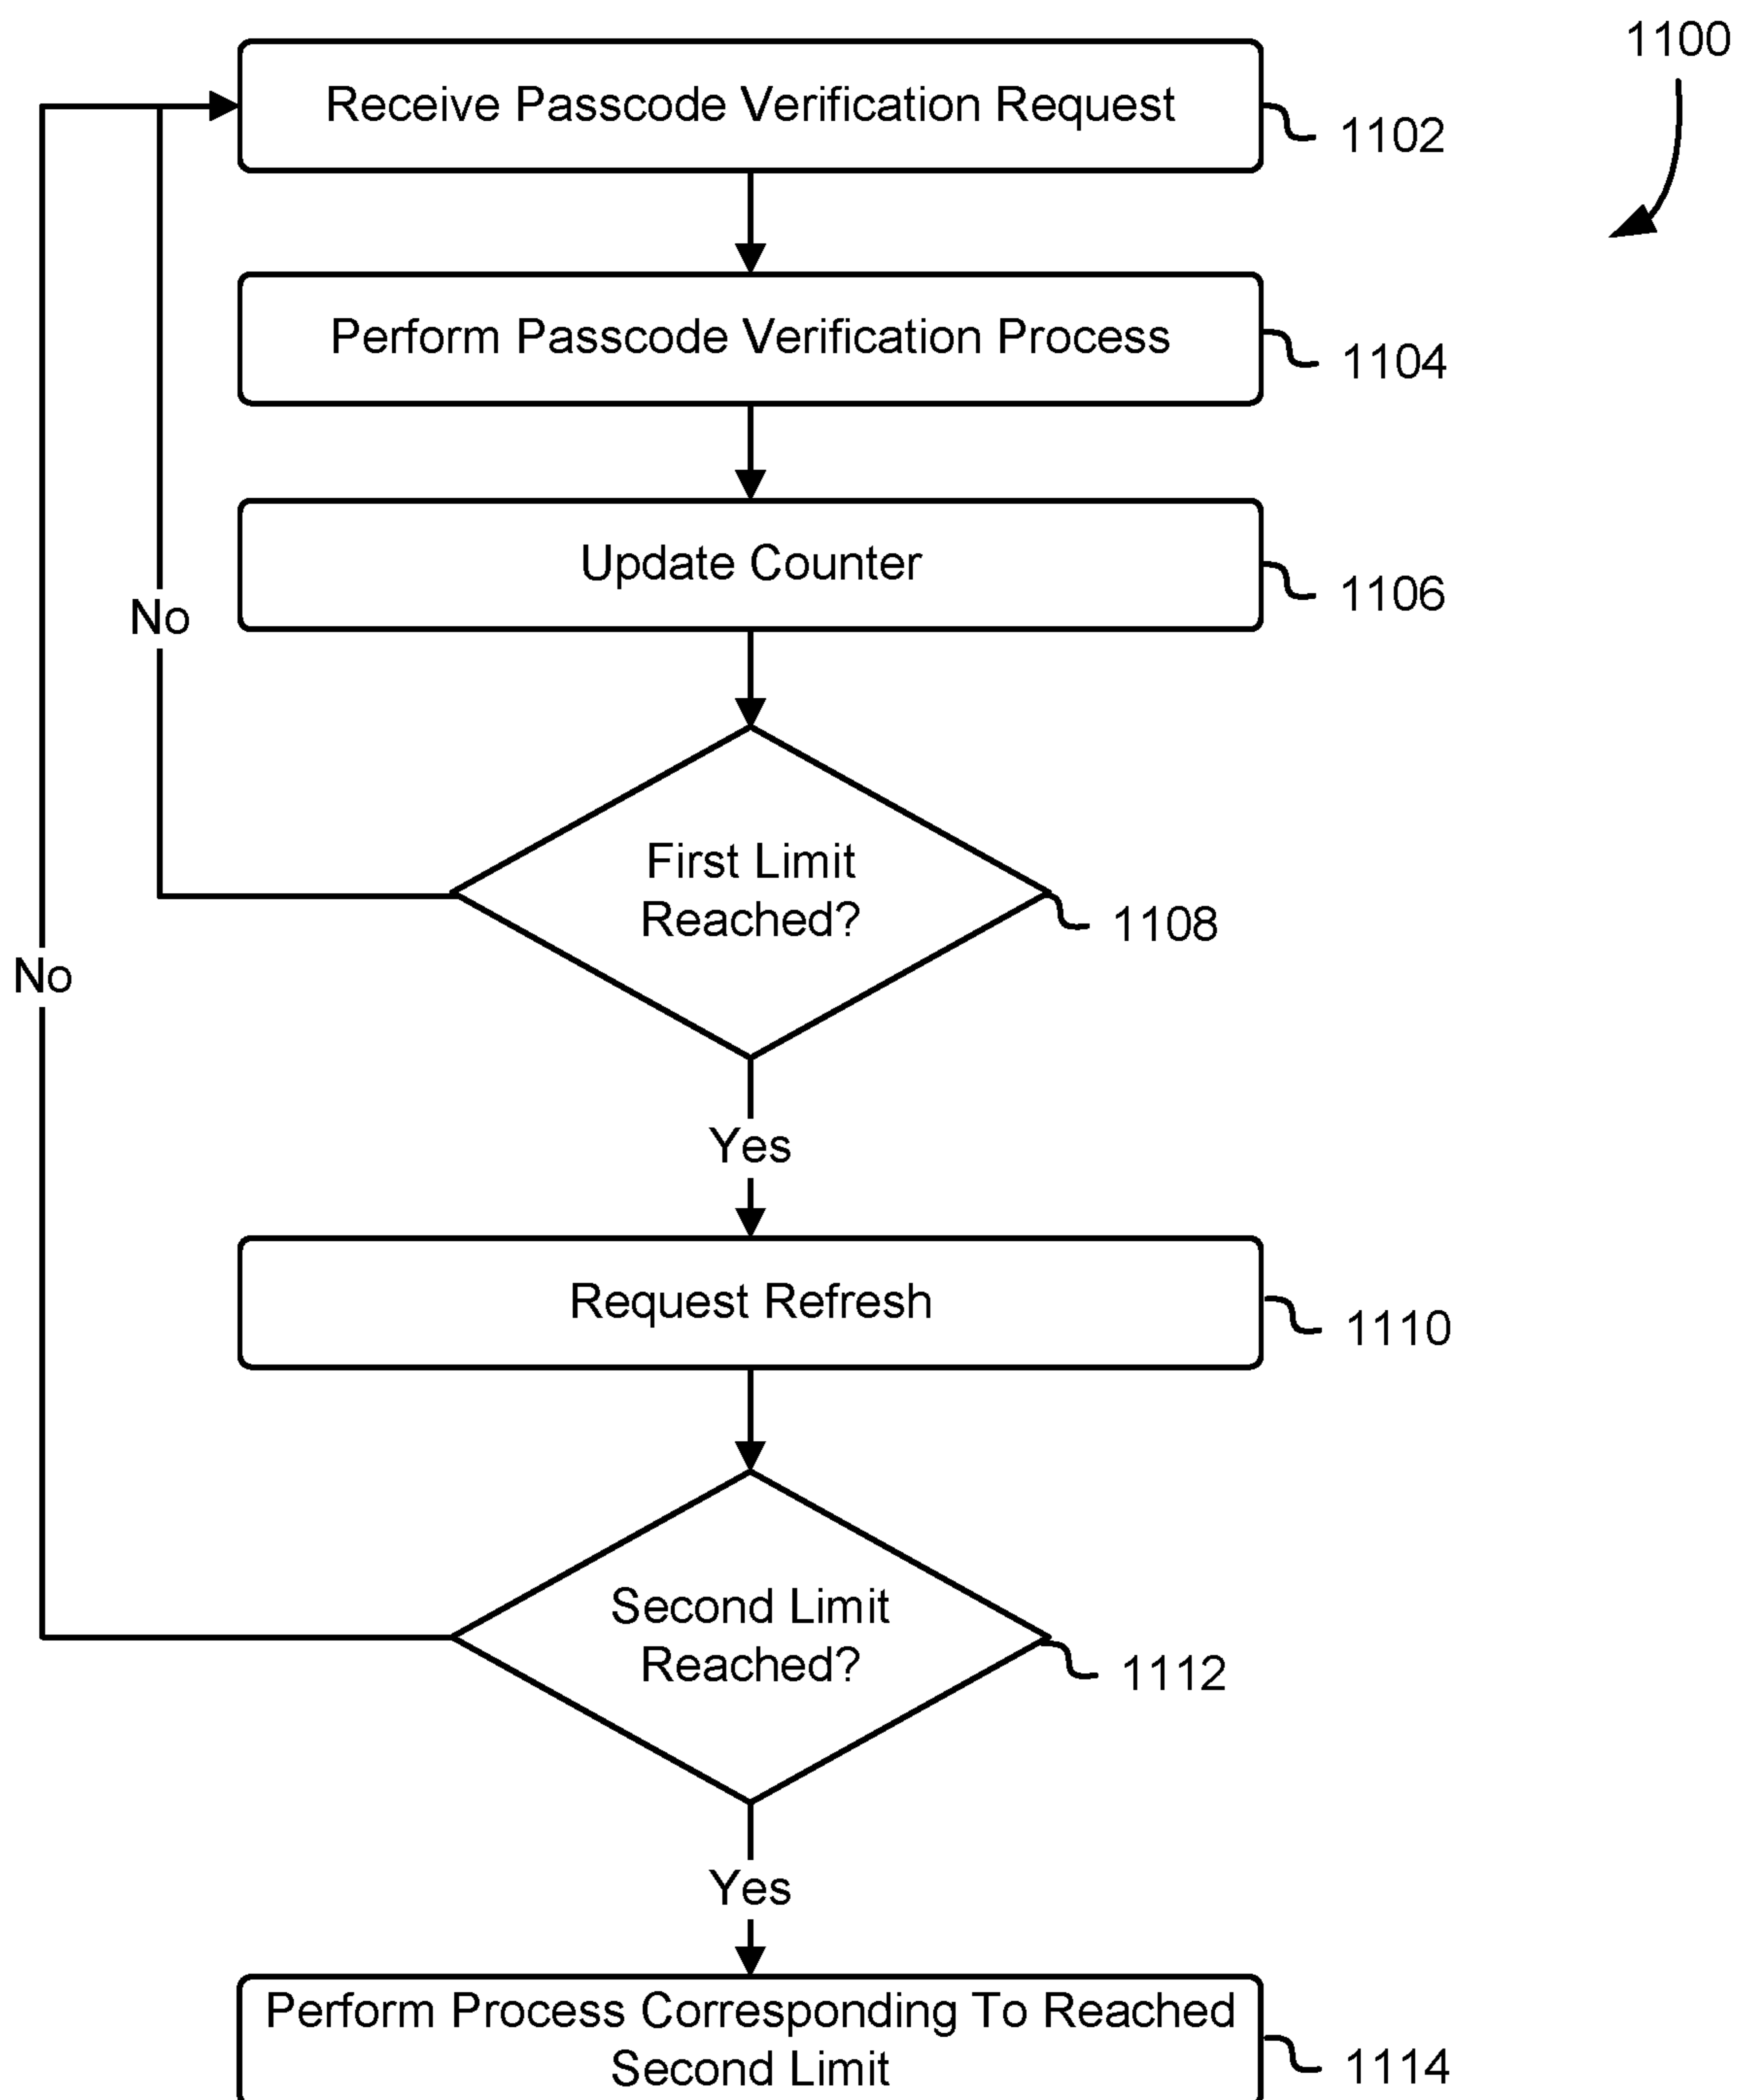 1100
Receive Passcode Verification Request
1102
Perform Passcode Verification Process
1104
Update Counter
1106
No
First Limit
Reached?
1108
No
Yes
Request Refresh
1110
Second Limit
Reached?
1112
Yes
Perform Process Corresponding To Reached
Second Limit
1114